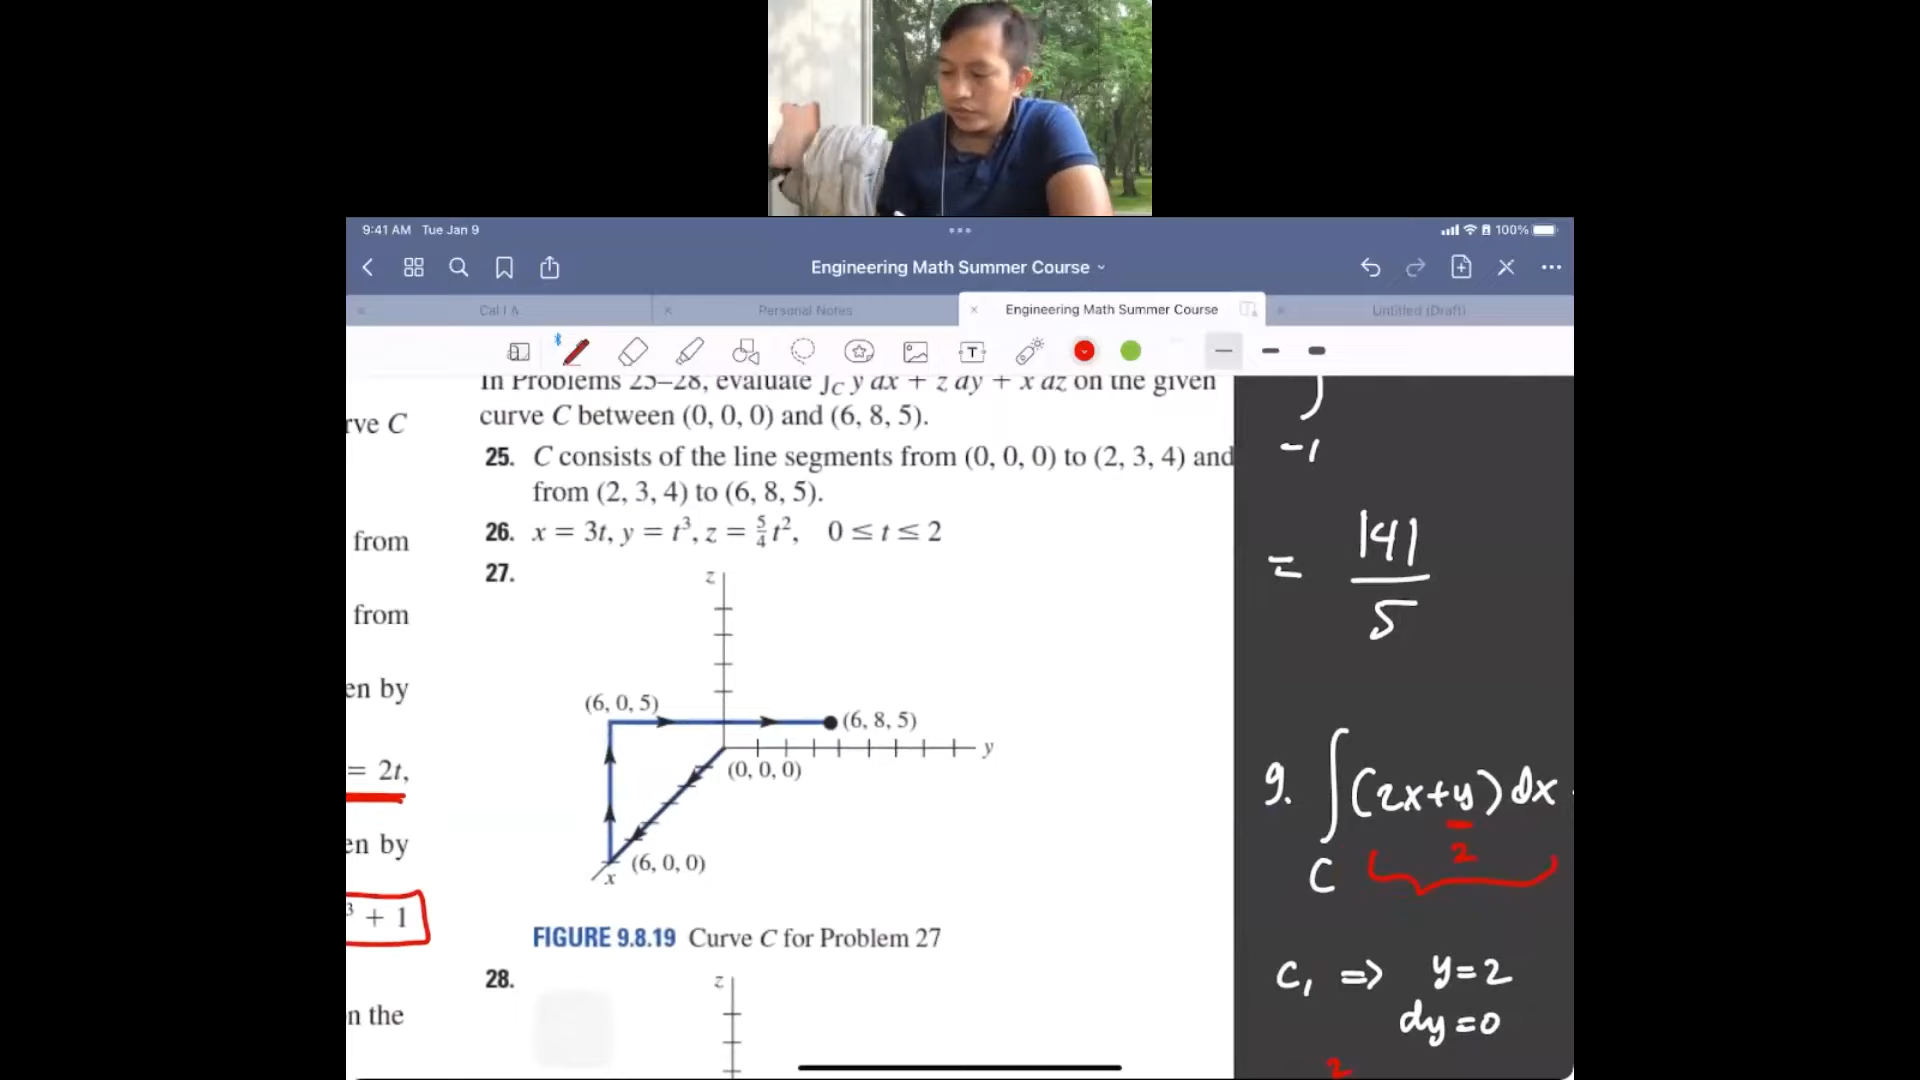 9:41 AM Tue Jan 9
100%
Engineering Math Summer Course
Cal I A
Personal Notes
Engineering Math Summer Course
Untitled (Draft)
In Problems 25–28, evaluate ∫C y dx + z dy + x dz on the given
curve C between (0, 0, 0) and (6, 8, 5).
25. C consists of the line segments from (0, 0, 0) to (2, 3, 4) and
from (2, 3, 4) to (6, 8, 5).
26. x = 3t, y = t³, z = 5/4 t², 0 ≤ t ≤ 2
27.
z
(6, 0, 5)
(6, 8, 5)
y
(0, 0, 0)
(6, 0, 0)
x
FIGURE 9.8.19 Curve C for Problem 27
28.
z
rve C
from
from
en by
= 2t,
en by
³ + 1
n the
-1
= 141/5
9. ∫ (2x+y) dx
C
2
C₁ => y=2
dy=0
2